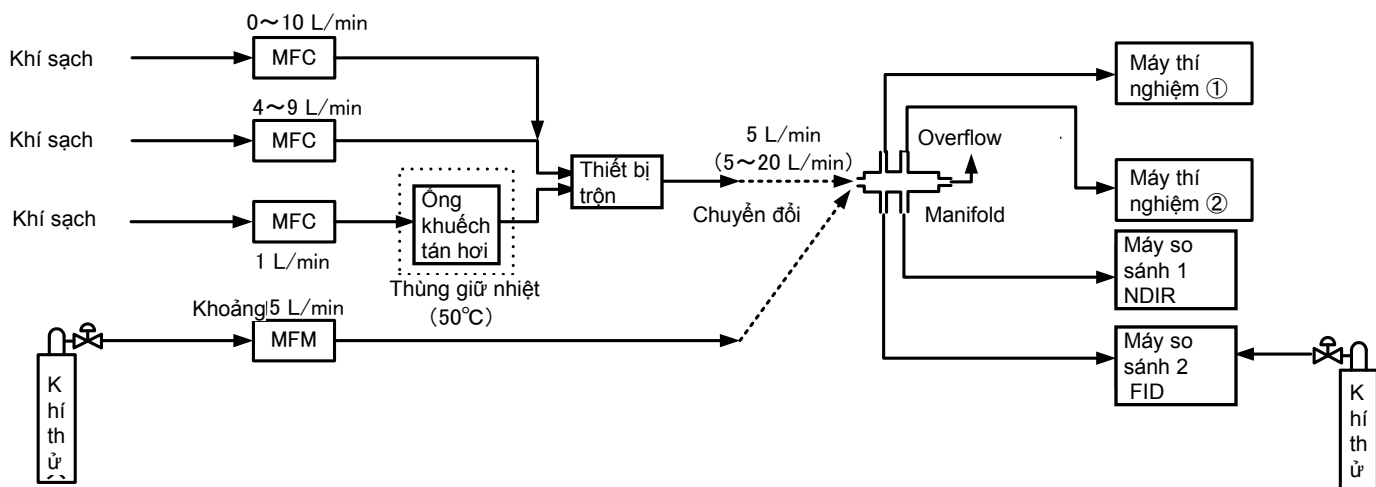 0～10 L/min
Khí sạch
MFC
4～9 L/min
Khí sạch
MFC
Khí sạch
MFC
1 L/min
Ống
khuếch
tán hơi
Thùng giữ nhiệt
(50℃)
Thiết bị
trộn
5 L/min
(5～20 L/min)
Chuyển đổi
Overflow
Manifold
Máy thí
nghiệm ①
Máy thí
nghiệm ②
Máy so
sánh 1
NDIR
Máy so
sánh 2
FID
Khoảng 5 L/min
MFM
K
hí
th
ử
K
hí
th
ử